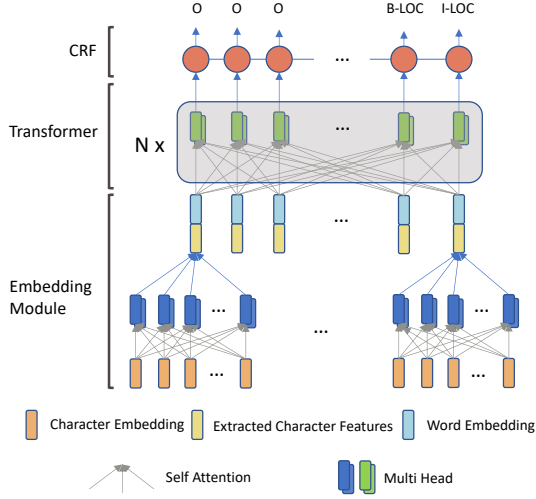 O O O B-LOC I-LOC
CRF
...
Transformer
N x
...
...
Embedding
Module
... ...
...
... ...
Character Embedding Extracted Character Features Word Embedding
Self Attention Multi Head